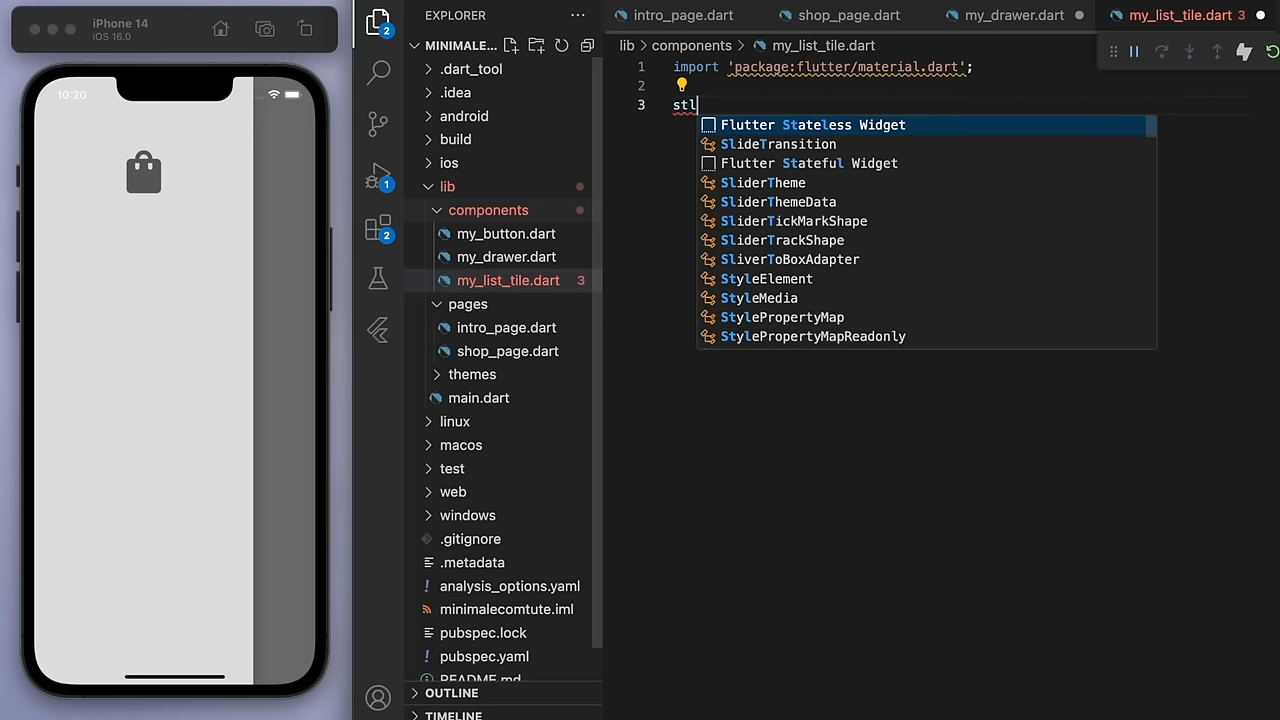 iPhone 14
iOS 16.0
10:20
2
1
2
EXPLORER
MINIMALE...
.dart_tool
.idea
android
build
ios
lib
components
my_button.dart
my_drawer.dart
my_list_tile.dart 3
pages
intro_page.dart
shop_page.dart
themes
main.dart
linux
macos
test
web
windows
.gitignore
.metadata
analysis_options.yaml
minimalecomtute.iml
pubspec.lock
pubspec.yaml
README.md
OUTLINE
TIMELINE
intro_page.dart shop_page.dart my_drawer.dart my_list_tile.dart 3
lib > components > my_list_tile.dart
1 import 'package:flutter/material.dart';
2
3 stl
Flutter Stateless Widget
SlideTransition
Flutter Stateful Widget
SliderTheme
SliderThemeData
SliderTickMarkShape
SliderTrackShape
SliverToBoxAdapter
StyleElement
StyleMedia
StylePropertyMap
StylePropertyMapReadonly